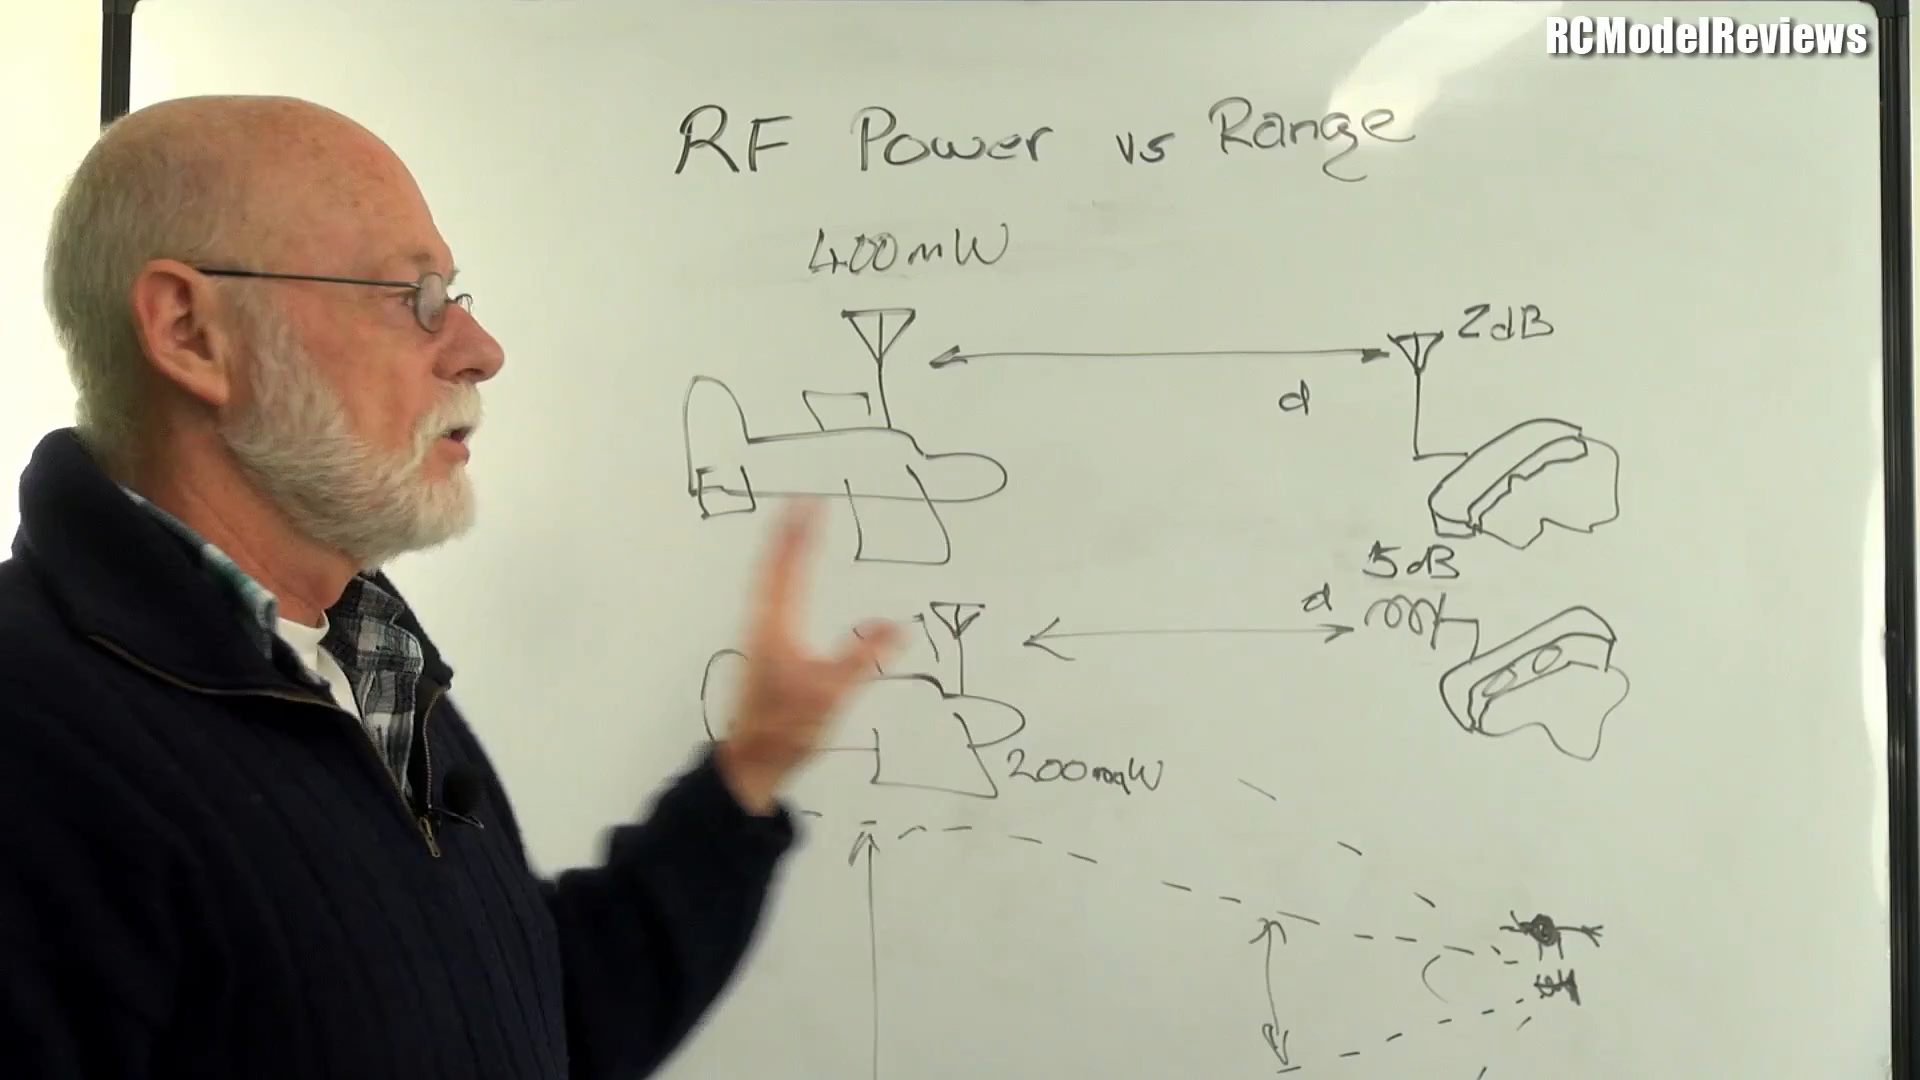 RCModelReviews
RF Power vs Range
400mW
2dB
d
5dB
d
200mW